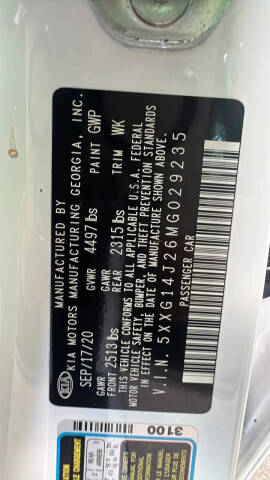 MANUFACTURED BY
KIA KIA MOTORS MANUFACTURING GEORGIA, INC.
SEP/17/20 GVWR 4497 lbs PAINT GWP
GAWR FRONT 2513 lbs GAWR REAR 2315 lbs TRIM WK
THIS VEHICLE CONFORMS TO ALL APPLICABLE U.S.A. FEDERAL
MOTOR VEHICLE SAFETY, BUMPER, AND THEFT PREVENTION STANDARDS
IN EFFECT ON THE DATE OF MANUFACTURE SHOWN ABOVE.
V.I.N. 5XXG14J26MG029235
PASSENGER CAR
3100
REAR
ARRIERE